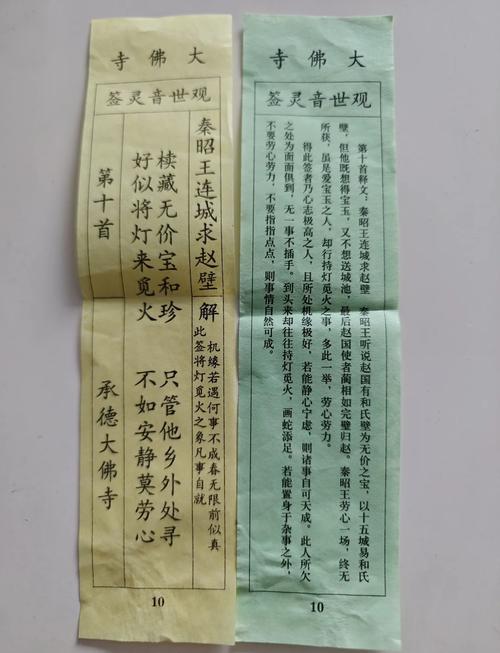 大佛寺
观世音灵签
秦昭王连城求赵璧
解
机缘若遇何事不成春无限前似真
此签将灯觅火之象凡事自就
椟藏无价宝和珍 只管他乡外处寻
好似将灯来觅火 不如安静莫劳心
第十首 承德大佛寺
10
大佛寺
观世音灵签
第十首释文：秦昭王连城求赵璧 秦昭王听说赵国有和氏璧为无价之宝，以十五城易和氏
璧，但他既想得宝玉，又不想送城池，最后赵国使者蔺相如完璧归赵。秦昭王劳心一场，终无
所获，虽是爱宝玉之人，却行持灯觅火之事，多此一举，劳心劳力。
得此签者乃心志极高之人，且所处机缘极好，若能静心宁虑，则诸事自可天成。此人所欠
之处为面面俱到，无一事不插手。到头来却往往持灯觅火，画蛇添足。若能置身于杂事之外，
不要劳心劳力，不要指指点点，则事情自然可成。
10